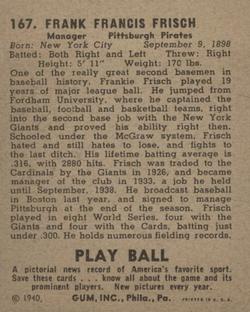 167. FRANK FRANCIS FRISCH
Manager Pittsburgh Pirates
Born: New York City September 9, 1898
Batted: Both Right and Left Threw: Right
Height: 5' 11" Weight: 170 lbs.
One of the really great second basemen in
baseball history. Frankie Frisch played 19
years of major league ball. He jumped from
Fordham University, where he captained the
baseball, football and basketball teams, right
into the second base job with the New York
Giants and proved his ability right then.
Schooled under the McGraw system, Frisch
hated and still hates to lose, and fights to
the last ditch. His lifetime batting average is
.316, with 2880 hits. Frisch was traded to the
Cardinals by the Giants in 1926, and became
manager of the club in 1933, a job he held
until September, 1938. He broadcast baseball
in Boston last year, and signed to manage
Pittsburgh at the end of the season. Frisch
played in eight World Series, four with the
Giants and four with the Cards, batting just
under .300. He holds numerous fielding records.
PLAY BALL
A pictorial news record of America's favorite sport.
Save these cards . . . know all about the game and its
prominent players. New pictures every year.
© 1940, GUM, INC., Phila., Pa. PRINTED IN U. S. A.